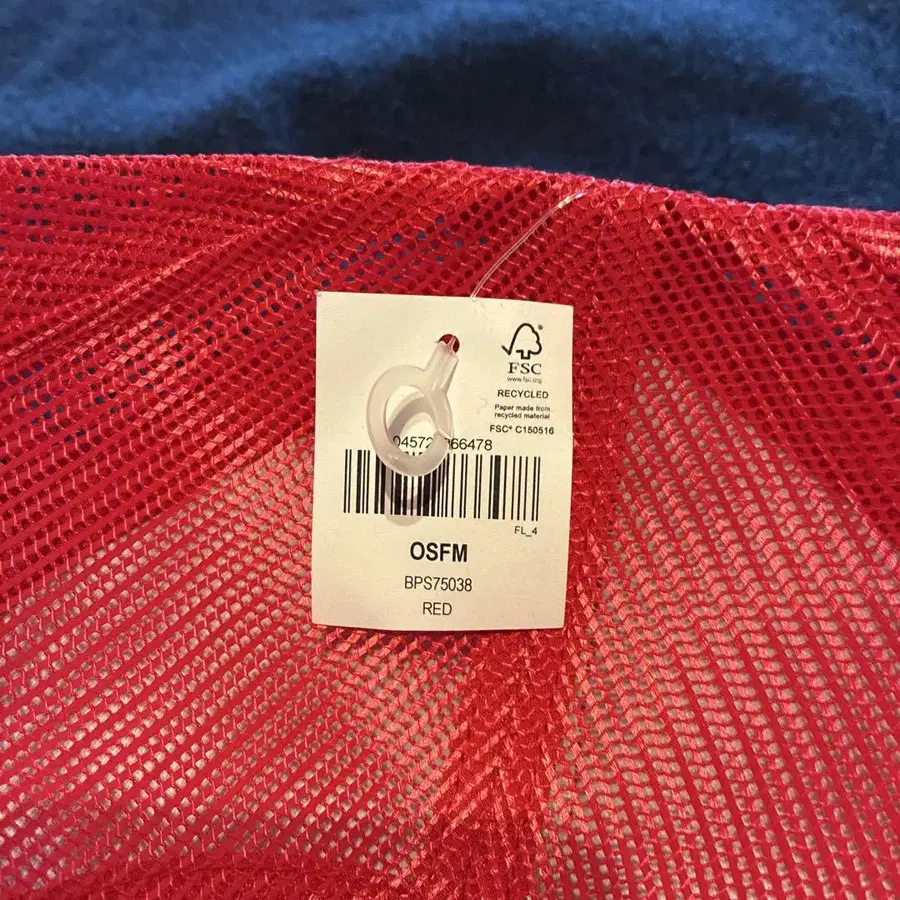 FSC
www.fsc.org
RECYCLED
Paper made from
recycled material
FSC® C150516
FL_4
OSFM
BPS75038
RED